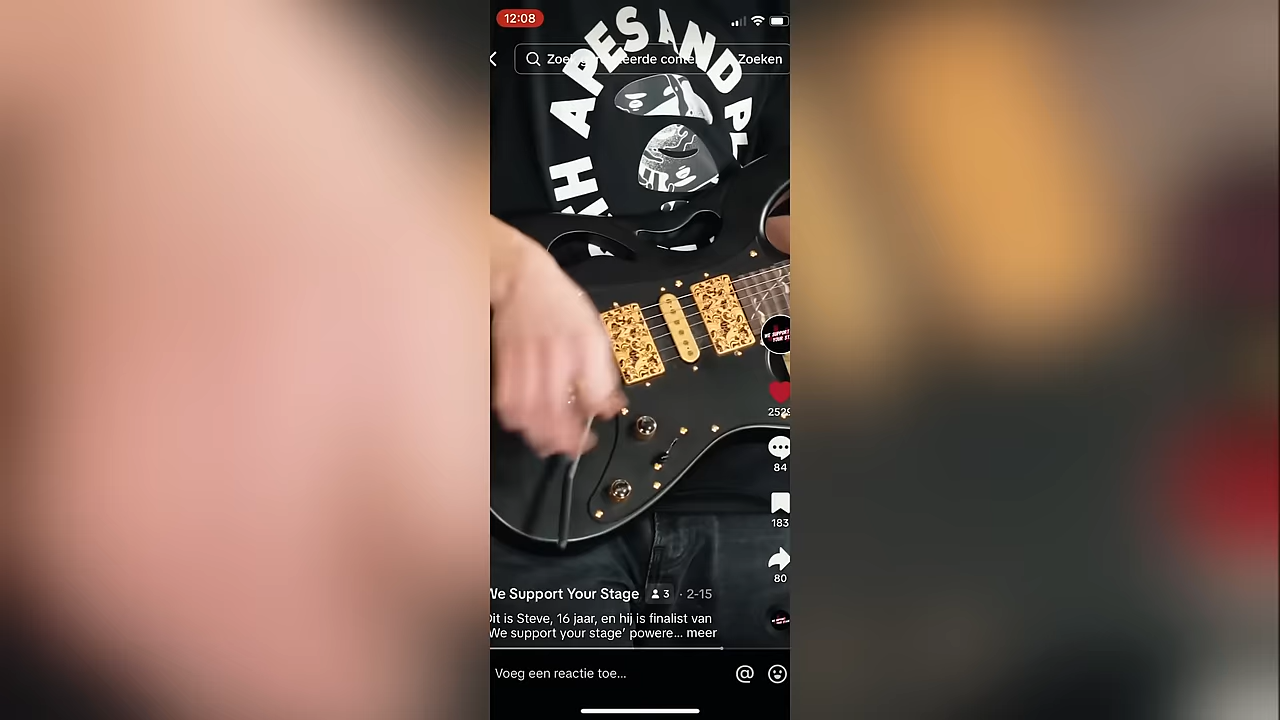 12:08
Zoeken
APES AND
We Support Your Stage 3 · 2-15
Dit is Steve, 16 jaar, en hij is finalist van
'We support your stage' powere... meer
84
183
80
Voeg een reactie toe...